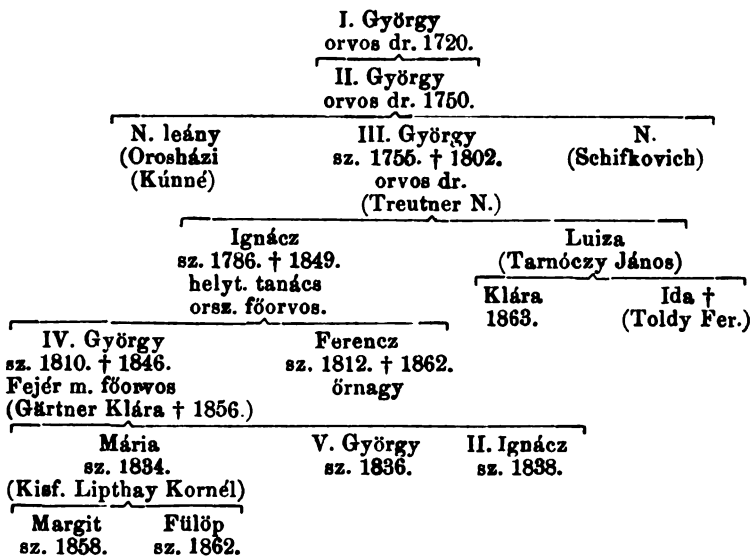 I. György
orvos dr. 1720.
II. György
orvos dr. 1750.
N. leány III. György N.
(Orosházi sz. 1755. † 1802. (Schifkovich)
(Kúnné) orvos dr.
(Treutner N.)
Ignácz Luiza
sz. 1786. † 1849. (Tarnóczy János)
helyt. tanács Klára Ida †
orsz. főorvos. 1863. (Toldy Fer.)
IV. György Ferencz
sz. 1810. † 1846. sz. 1812. † 1862.
Fejér m. főorvos őrnagy
(Gärtner Klára † 1856.)
Mária V. György II. Ignácz
sz. 1834. sz. 1836. sz. 1838.
(Kisf. Lipthay Kornél)
Margit Fülöp
sz. 1858. sz. 1862.